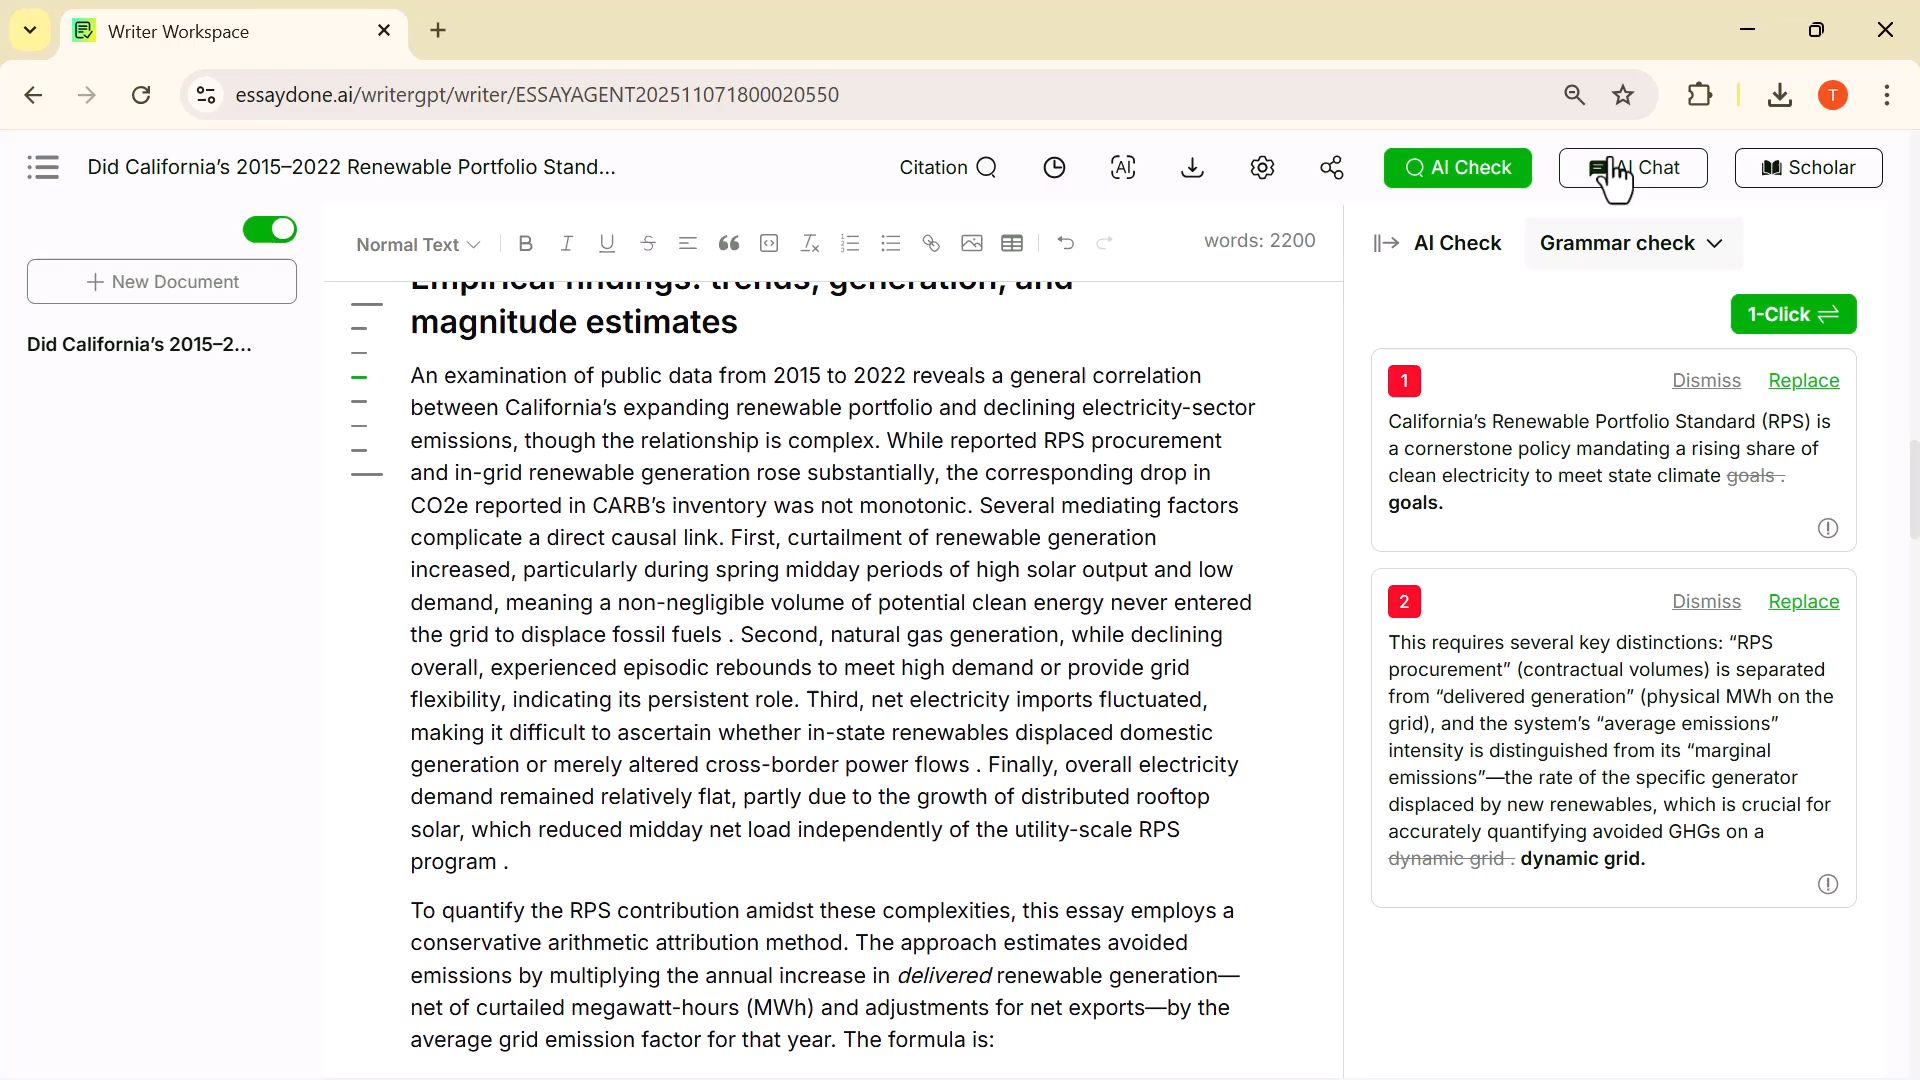 Writer Workspace
essaydone.ai/writergpt/writer/ESSAYAGENT202511071800020550
T
Did California's 2015–2022 Renewable Portfolio Stand...
Citation
AI
AI Check
AI Chat
Scholar
New Document
Did California's 2015–2...
Normal Text
words: 2200
Empirical findings: trends, generation, and
magnitude estimates
An examination of public data from 2015 to 2022 reveals a general correlation
between California's expanding renewable portfolio and declining electricity-sector
emissions, though the relationship is complex. While reported RPS procurement
and in-grid renewable generation rose substantially, the corresponding drop in
CO2e reported in CARB's inventory was not monotonic. Several mediating factors
complicate a direct causal link. First, curtailment of renewable generation
increased, particularly during spring midday periods of high solar output and low
demand, meaning a non-negligible volume of potential clean energy never entered
the grid to displace fossil fuels . Second, natural gas generation, while declining
overall, experienced episodic rebounds to meet high demand or provide grid
flexibility, indicating its persistent role. Third, net electricity imports fluctuated,
making it difficult to ascertain whether in-state renewables displaced domestic
generation or merely altered cross-border power flows . Finally, overall electricity
demand remained relatively flat, partly due to the growth of distributed rooftop
solar, which reduced midday net load independently of the utility-scale RPS
program .
To quantify the RPS contribution amidst these complexities, this essay employs a
conservative arithmetic attribution method. The approach estimates avoided
emissions by multiplying the annual increase in delivered renewable generation—
net of curtailed megawatt-hours (MWh) and adjustments for net exports—by the
average grid emission factor for that year. The formula is:
AI Check
Grammar check
1-Click
1
Dismiss
Replace
California's Renewable Portfolio Standard (RPS) is
a cornerstone policy mandating a rising share of
clean electricity to meet state climate goals .
goals.
2
Dismiss
Replace
This requires several key distinctions: “RPS
procurement” (contractual volumes) is separated
from “delivered generation” (physical MWh on the
grid), and the system's “average emissions”
intensity is distinguished from its “marginal
emissions”—the rate of the specific generator
displaced by new renewables, which is crucial for
accurately quantifying avoided GHGs on a
dynamic grid . dynamic grid.